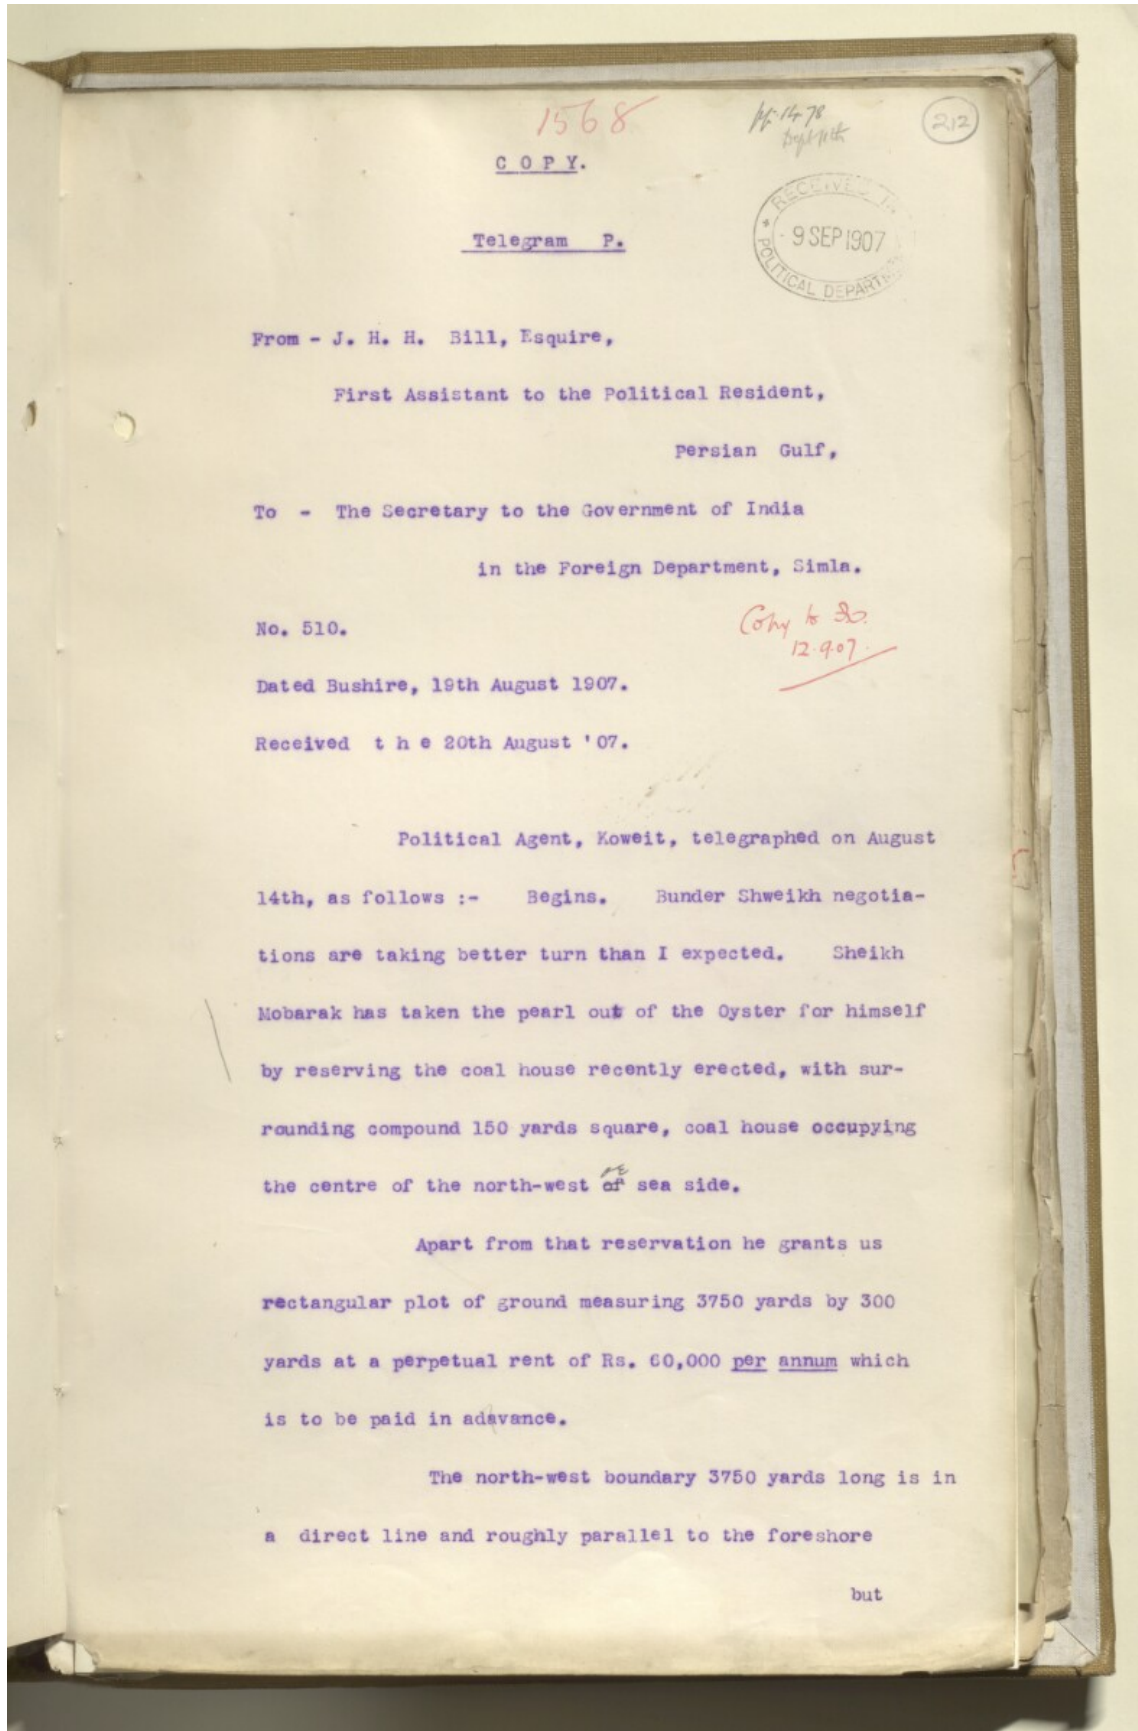 1568
212
COPY.
RECEIVED IN
9 SEP 1907
POLITICAL DEPARTMENT
Telegram P.
From - J. H. H. Bill, Esquire,
First Assistant to the Political Resident,
Persian Gulf,
To - The Secretary to the Government of India
in the Foreign Department, Simla.
No. 510.
Copy to
12.9.07.
Dated Bushire, 19th August 1907.
Received t h e 20th August '07.
Political Agent, Koweit, telegraphed on August
14th, as follows :- Begins. Bunder Shweikh negotia-
tions are taking better turn than I expected. Sheikh
Mobarak has taken the pearl out of the Oyster for himself
by reserving the coal house recently erected, with sur-
rounding compound 150 yards square, coal house occupying
the centre of the north-west or sea side.
Apart from that reservation he grants us
rectangular plot of ground measuring 3750 yards by 300
yards at a perpetual rent of Rs. 60,000 per annum which
is to be paid in adavance.
The north-west boundary 3750 yards long is in
a direct line and roughly parallel to the foreshore
but